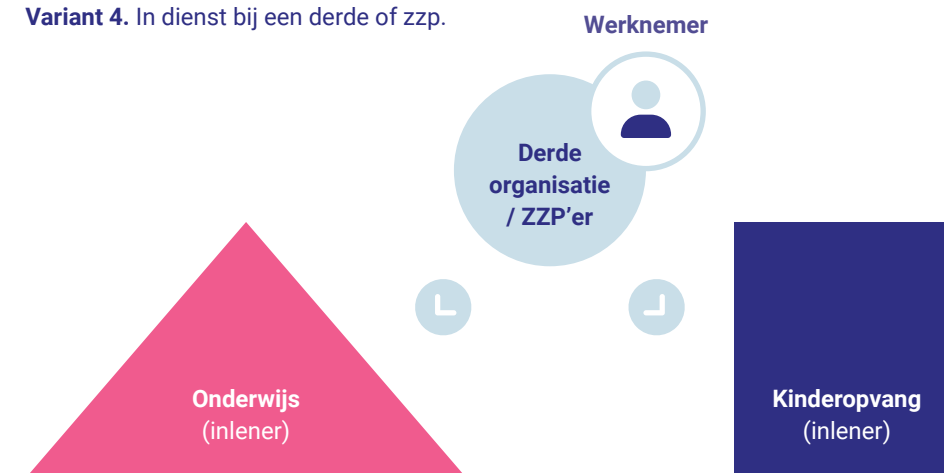 Variant 4. In dienst bij een derde of zzp.
Werknemer
Derde
organisatie
/ ZZP’er
Onderwijs
(inlener)
Kinderopvang
(inlener)